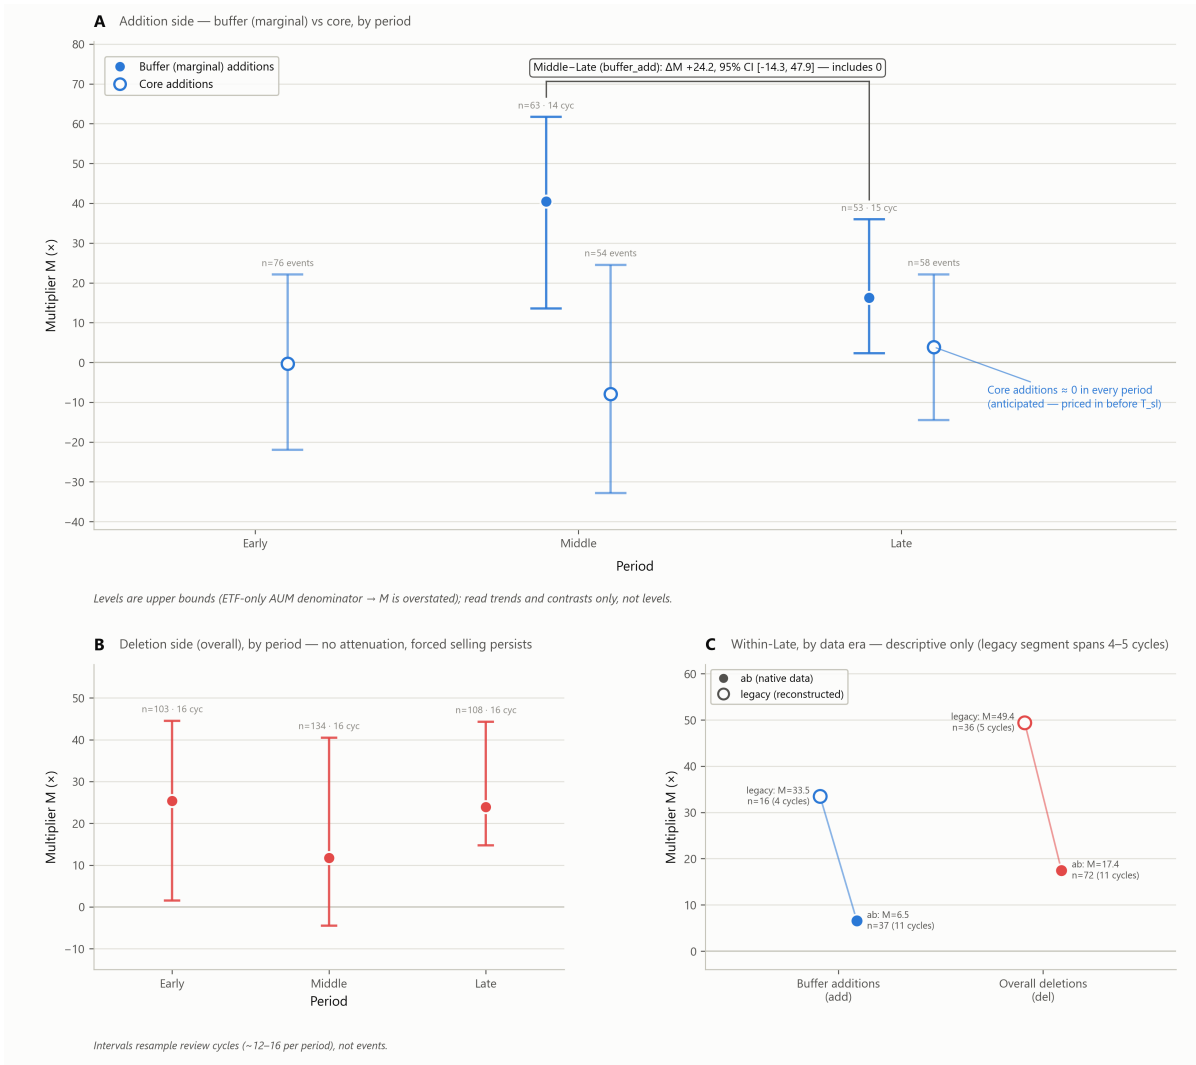 A Addition side — buffer (marginal) vs core, by period
80
70
60
50
40
30
20
10
0
−10
−20
−30
−40
Multiplier M (×)
Buffer (marginal) additions
Core additions
Middle−Late (buffer_add): ΔM +24.2, 95% CI [-14.3, 47.9] — includes 0
n=63 · 14 cyc
n=53 · 15 cyc
n=76 events
n=54 events
n=58 events
Core additions ≈ 0 in every period
(anticipated — priced in before T_sl)
Early
Middle
Late
Period
Levels are upper bounds (ETF-only AUM denominator → M is overstated); read trends and contrasts only, not levels.
B Deletion side (overall), by period — no attenuation, forced selling persists
50
40
30
20
10
0
−10
Multiplier M (×)
n=103 · 16 cyc
n=134 · 16 cyc
n=108 · 16 cyc
Early
Middle
Late
Period
C Within-Late, by data era — descriptive only (legacy segment spans 4–5 cycles)
60
50
40
30
20
10
0
Multiplier M (×)
ab (native data)
legacy (reconstructed)
legacy: M=49.4
n=36 (5 cycles)
legacy: M=33.5
n=16 (4 cycles)
ab: M=17.4
n=72 (11 cycles)
ab: M=6.5
n=37 (11 cycles)
Buffer additions
(add)
Overall deletions
(del)
Intervals resample review cycles (~12–16 per period), not events.